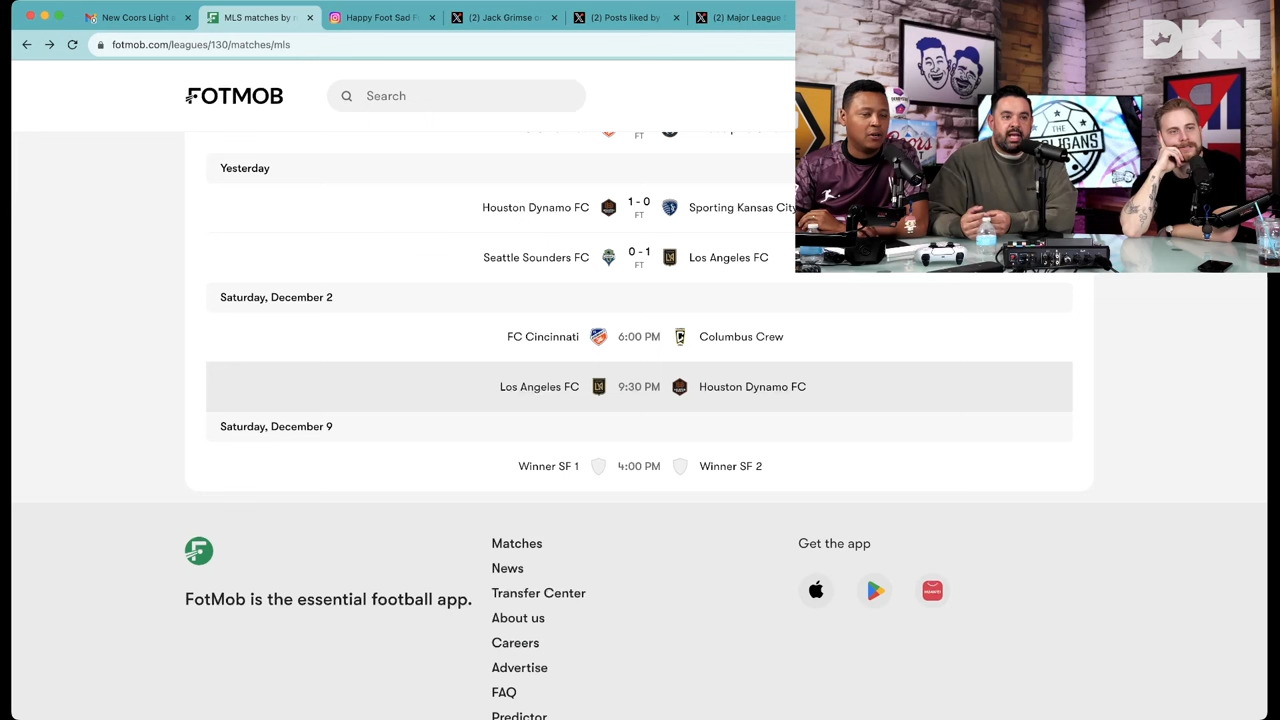 New Coors Light
MLS matches by
Happy Foot Sad F
(2) Jack Grimse o
(2) Posts liked by
(2) Major League
fotmob.com/leagues/130/matches/mls
DKN
FOTMOB
Search
FT
FT
Yesterday
Houston Dynamo FC 1 - 0 Sporting Kansas City
FT
Seattle Sounders FC 0 - 1 Los Angeles FC
FT
Saturday, December 2
FC Cincinnati 6:00 PM Columbus Crew
Los Angeles FC 9:30 PM Houston Dynamo FC
Saturday, December 9
Winner SF 1 4:00 PM Winner SF 2
FotMob is the essential football app.
Matches
News
Transfer Center
About us
Careers
Advertise
FAQ
Predictor
Get the app
THE